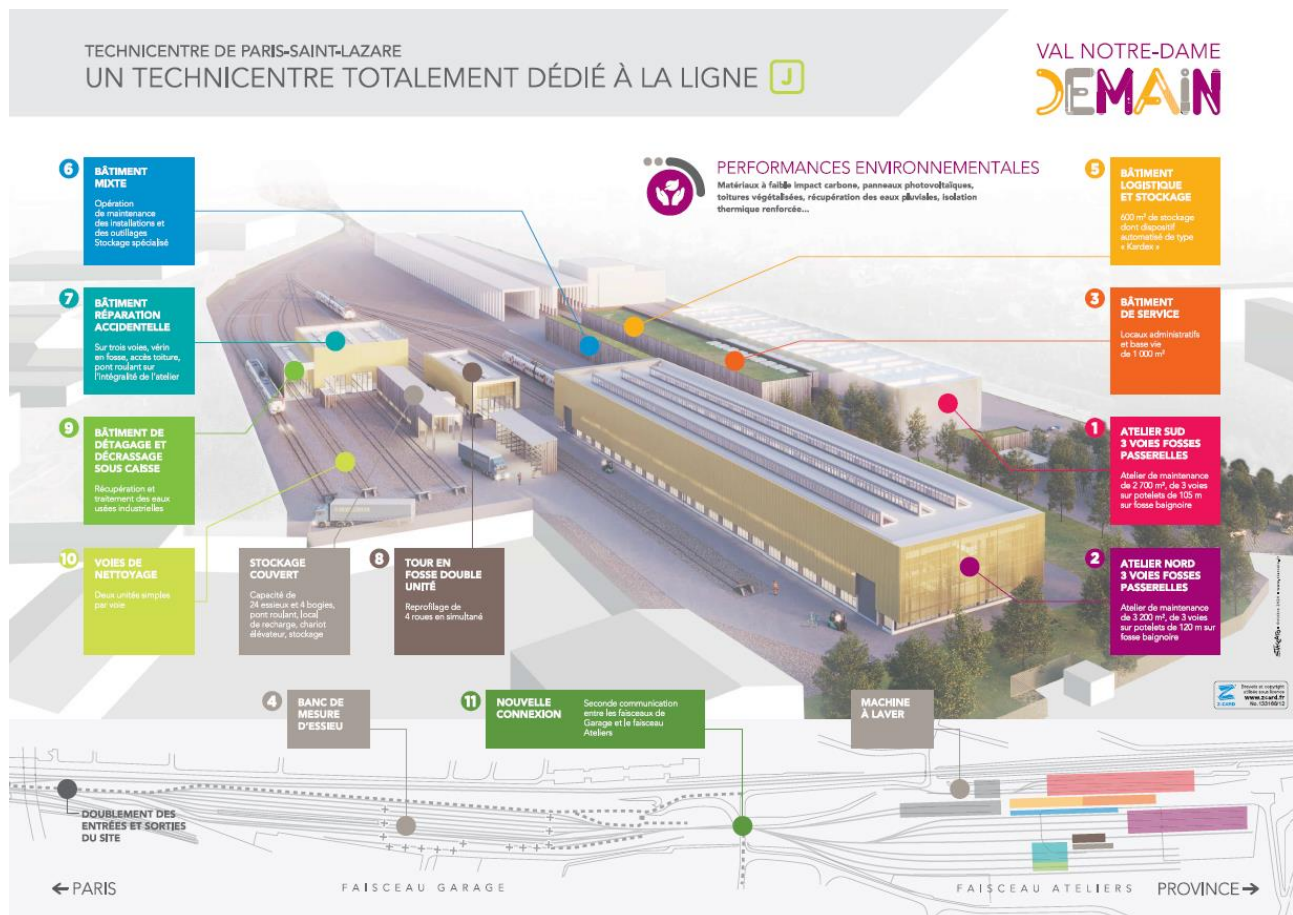 TECHNICENTRE DE PARIS-SAINT-LAZARE
UN TECHNICENTRE TOTALEMENT DÉDIÉ À LA LIGNE J
VAL NOTRE-DAME
DEMAIN
6
BÂTIMENT
MIXTE
Opération
de maintenance
des installations et
des outillages
Stockage spécialisé
7
BÂTIMENT
RÉPARATION
ACCIDENTELLE
Sur trois voies, vérin
en fosse, accès toiture,
pont roulant sur
l'intégralité de l'atelier
9
BÂTIMENT DE
DÉTAGAGE ET
DÉCRASSAGE
SOUS CAISSE
Récupération et
traitement des eaux
usées industrielles
10
VOIES DE
NETTOYAGE
Deux unités simples
par voie
STOCKAGE
COUVERT
Capacité de
24 essieux et 4 bogies,
pont roulant, local
de recharge, chariot
élévateur, stockage
8
TOUR EN
FOSSE DOUBLE
UNITÉ
Reprofilage de
4 roues en simultané
PERFORMANCES ENVIRONNEMENTALES
Matériaux à faible impact carbone, panneaux photovoltaïques,
toitures végétalisées, récupération des eaux pluviales, isolation
thermique renforcée...
5
BÂTIMENT
LOGISTIQUE
ET STOCKAGE
600 m² de stockage
dont dispositif
automatisé de type
« Kardex »
3
BÂTIMENT
DE SERVICE
Locaux administratifs
et base vie
de 1 000 m²
1
ATELIER SUD
3 VOIES FOSSES
PASSERELLES
Atelier de maintenance
de 2 700 m², de 3 voies
sur potelets de 105 m
sur fosse baignoire
2
ATELIER NORD
3 VOIES FOSSES
PASSERELLES
Atelier de maintenance
de 3 200 m², de 3 voies
sur potelets de 120 m sur
fosse baignoire
Z-CARD
Brevets et copyright
utilisés sous licence
www.zcard.fr
4
BANC DE
MESURE
D'ESSIEU
11
NOUVELLE
CONNEXION
Seconde communication
entre les faisceaux de
Garage et le faisceau
Ateliers
MACHINE
À LAVER
DOUBLEMENT DES
ENTRÉES ET SORTIES
DU SITE
← PARIS
FAISCEAU GARAGE
FAISCEAU ATELIERS
PROVINCE →